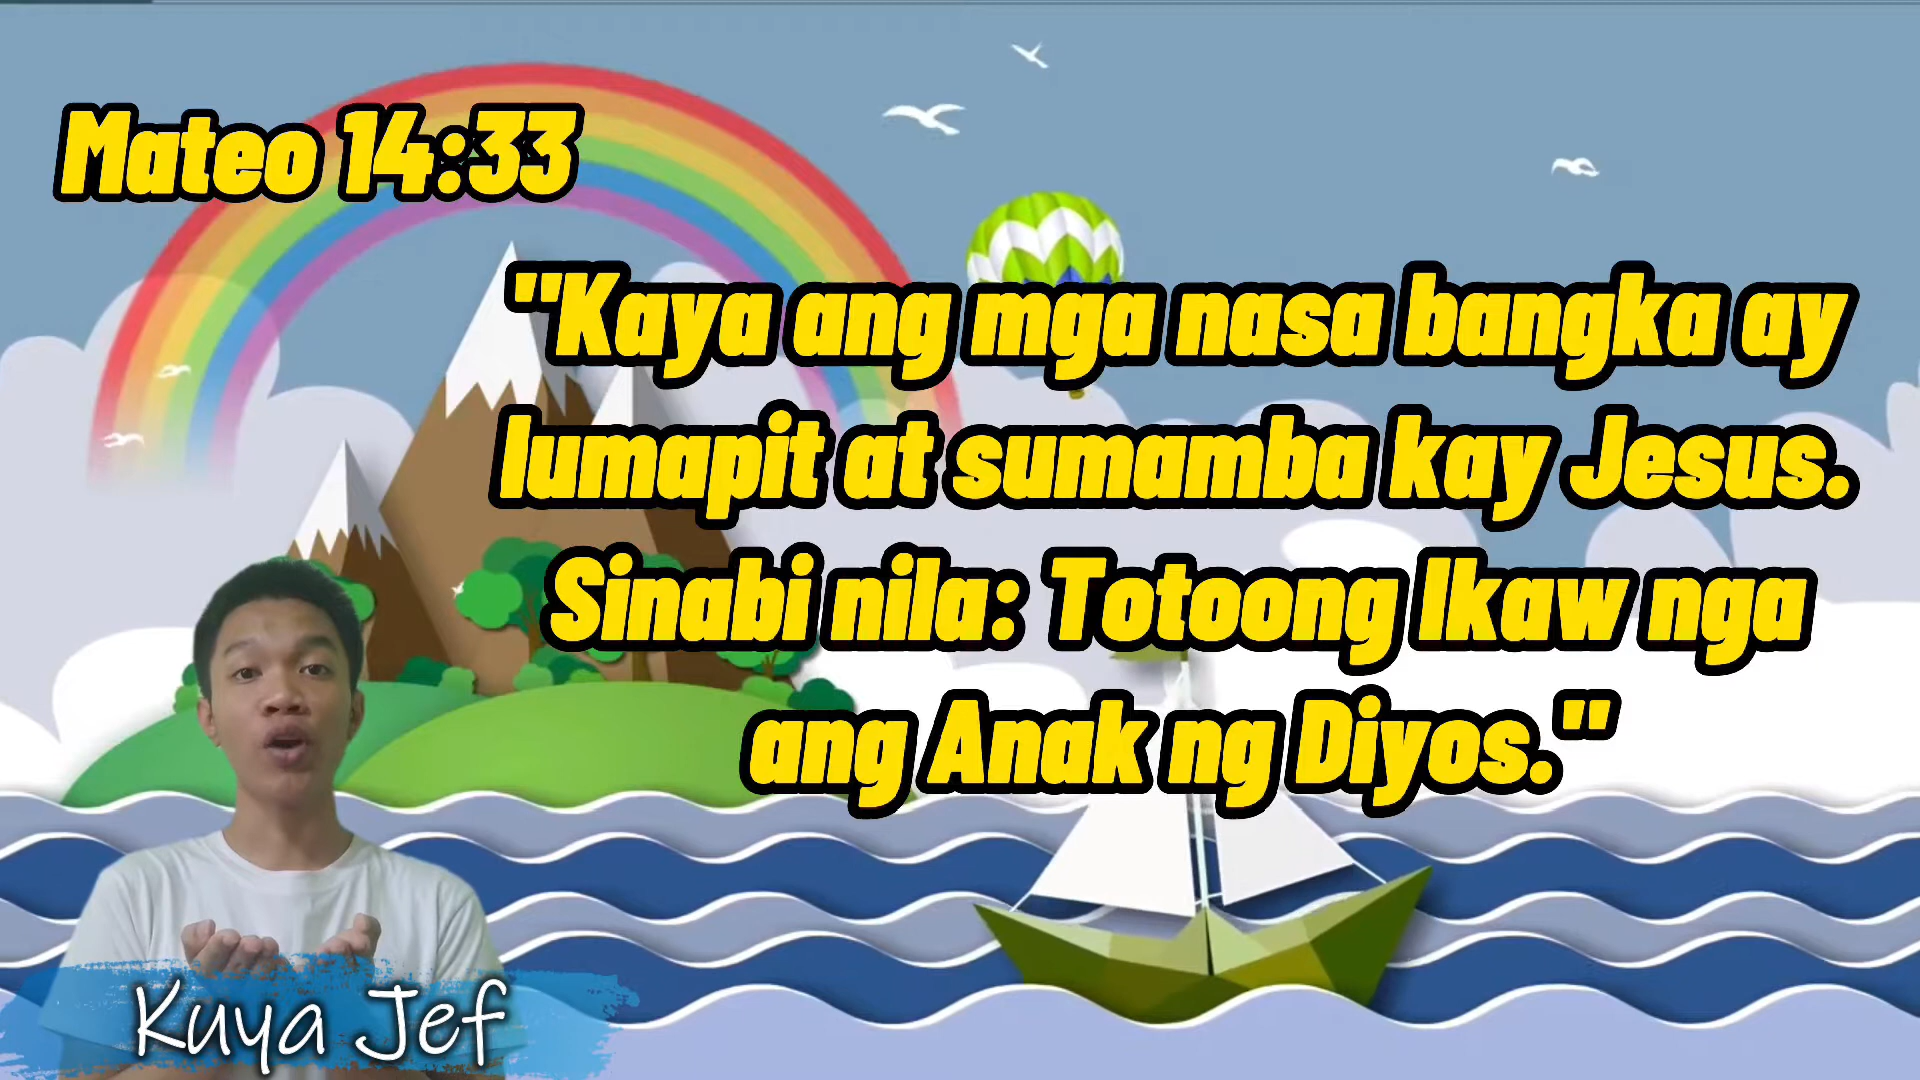 Mateo 14:33
"Kaya ang mga nasa bangka ay
lumapit at sumamba kay Jesus.
Sinabi nila: Totoong Ikaw nga
ang Anak ng Diyos."
Kuya Jef